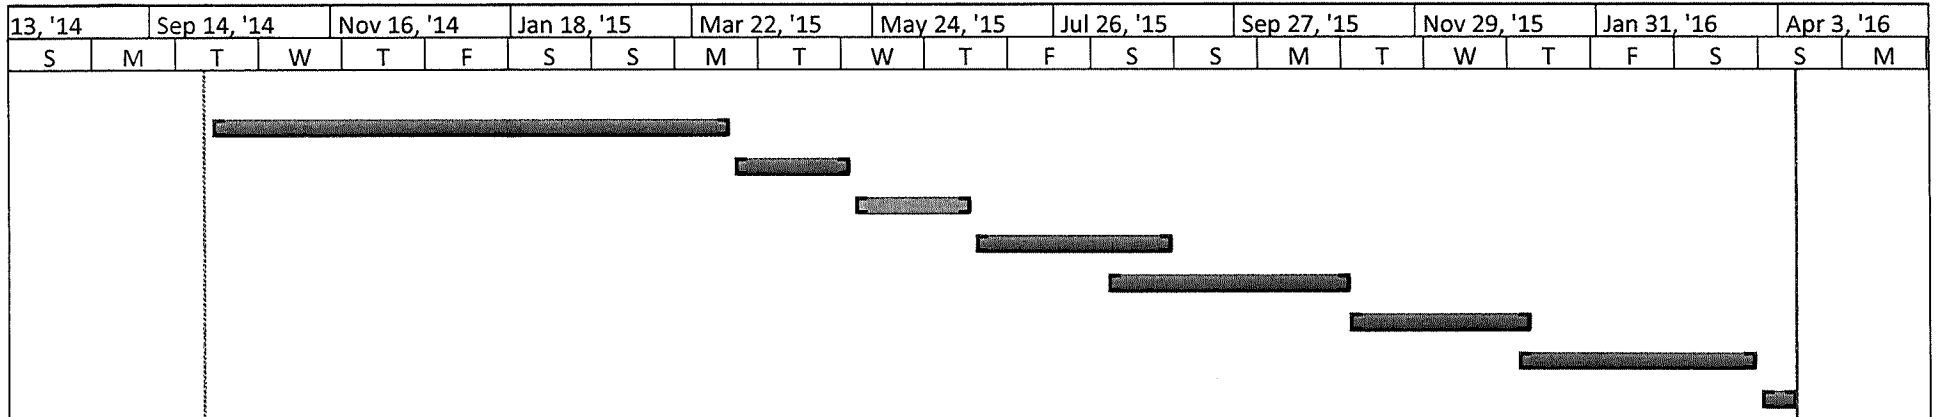 13, '14 Sep 14, '14 Nov 16, '14 Jan 18, '15 Mar 22, '15 May 24, '15 Jul 26, '15 Sep 27, '15 Nov 29, '15 Jan 31, '16 Apr 3, '16
S M T W T F S S M T W T F S S M T W T F S S M